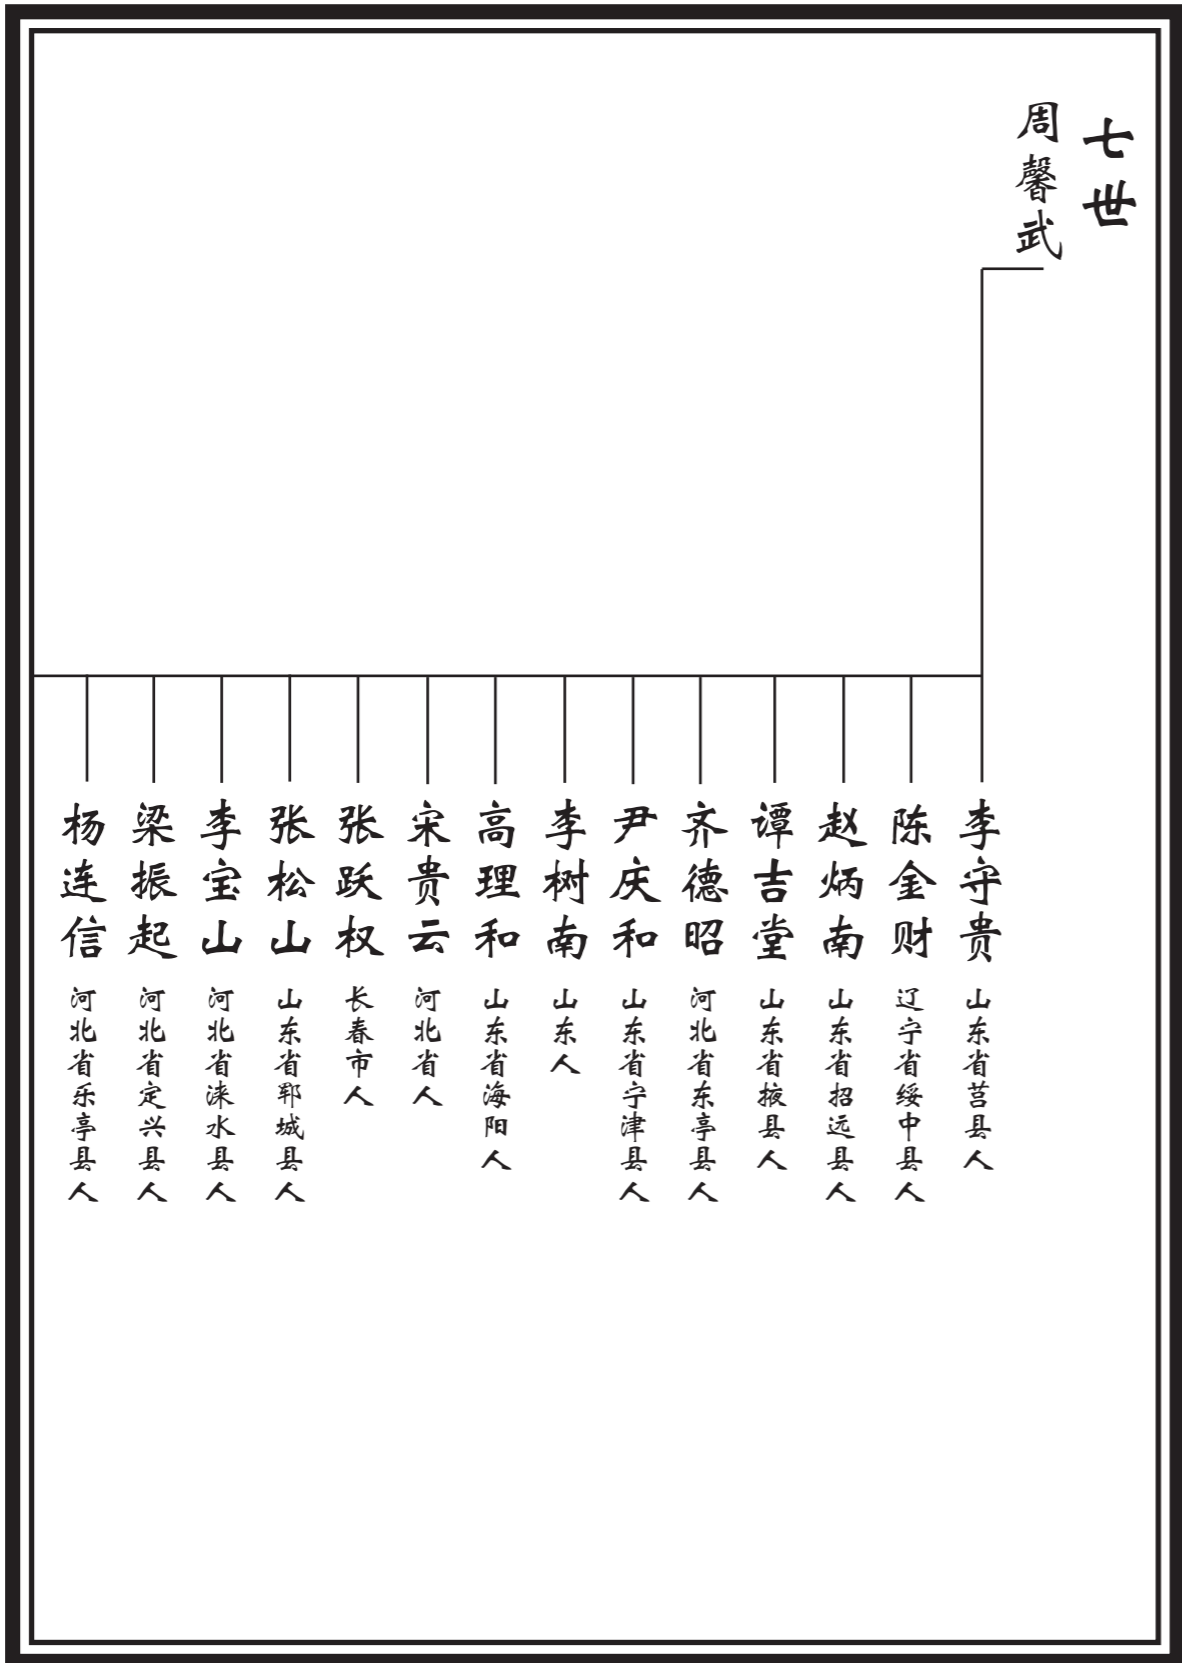 七世
周馨武
李守贵 山东省莒县人
陈金财 辽宁省绥中县人
赵炳南 山东省招远县人
谭吉堂 山东省掖县人
齐德昭 河北省东亭县人
尹庆和 山东省宁津县人
李树南 山东人
高理和 山东省海阳人
宋贵云 河北省人
张跃权 长春市人
张松山 山东省郓城县人
李宝山 河北省涞水县人
梁振起 河北省定兴县人
杨连信 河北省乐亭县人